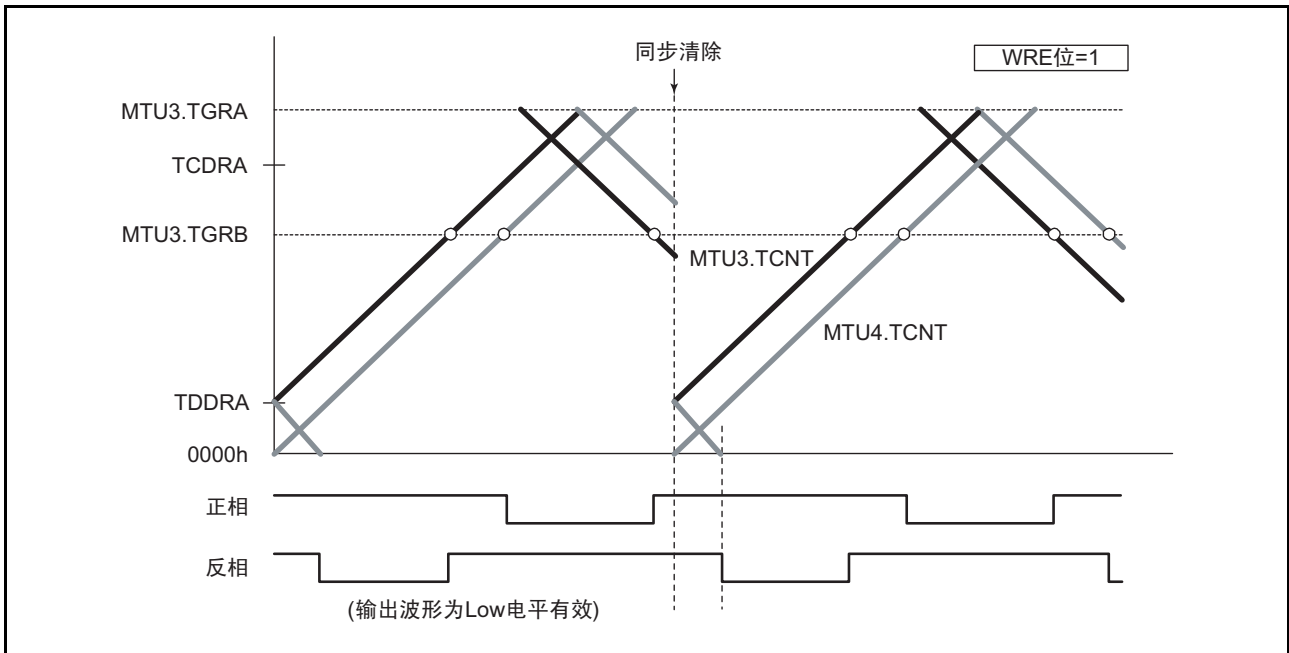 同步清除
WRE位=1
MTU3.TGRA
TCDRA
MTU3.TGRB
MTU3.TCNT
MTU4.TCNT
TDDRA
0000h
正相
反相
(输出波形为Low电平有效)